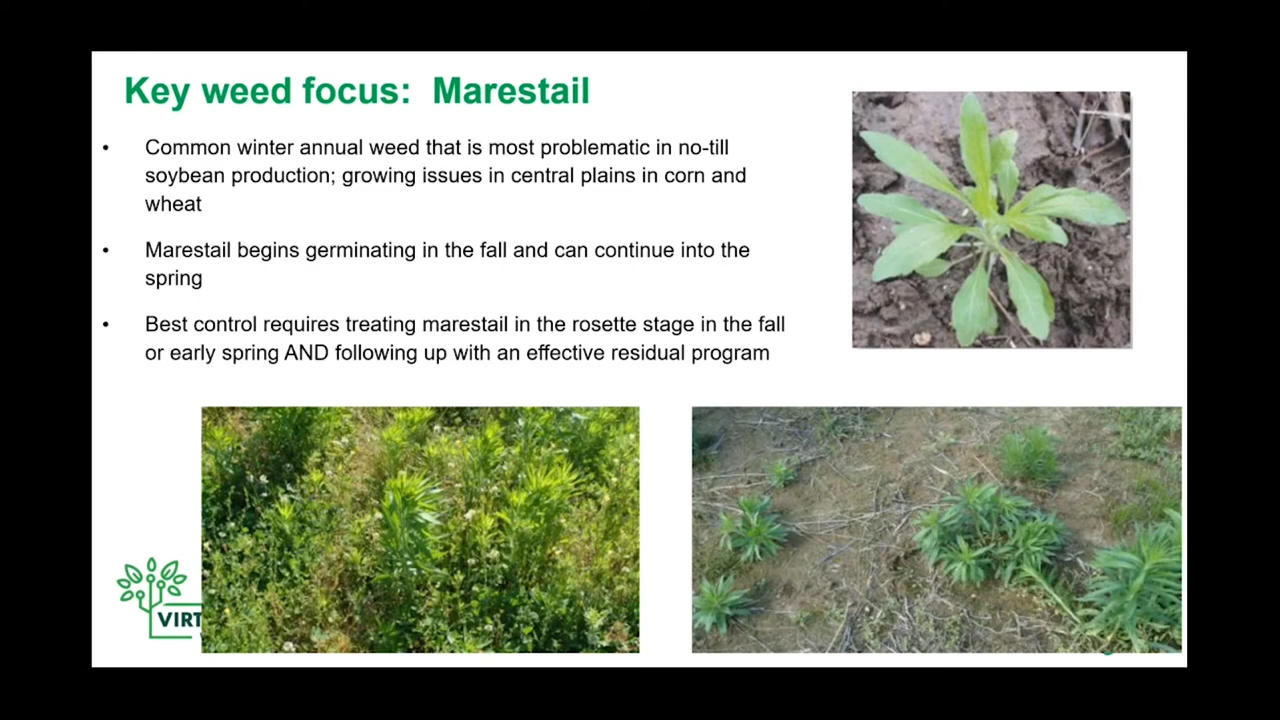 Key weed focus: Marestail
• Common winter annual weed that is most problematic in no-till
soybean production; growing issues in central plains in corn and
wheat
• Marestail begins germinating in the fall and can continue into the
spring
• Best control requires treating marestail in the rosette stage in the fall
or early spring AND following up with an effective residual program
VIRT